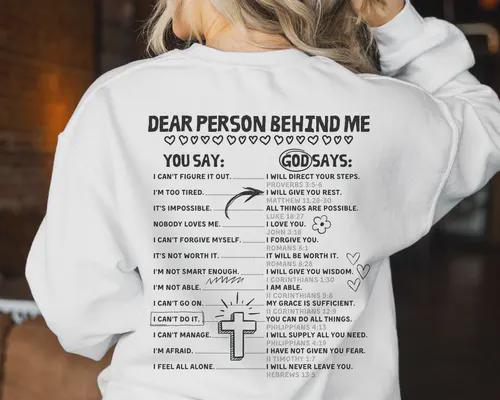 DEAR PERSON BEHIND ME
YOU SAY: GOD SAYS:
I CAN'T FIGURE IT OUT. I WILL DIRECT YOUR STEPS.
PROVERBS 3:5-6
I'M TOO TIRED. I WILL GIVE YOU REST.
MATTHEW 11:28-30
IT'S IMPOSSIBLE. ALL THINGS ARE POSSIBLE.
LUKE 18:27
NOBODY LOVES ME. I LOVE YOU.
JOHN 3:16
I CAN'T FORGIVE MYSELF. I FORGIVE YOU.
ROMANS 8:1
IT'S NOT WORTH IT. IT WILL BE WORTH IT.
ROMANS 8:28
I'M NOT SMART ENOUGH. I WILL GIVE YOU WISDOM.
I CORINTHIANS 1:30
I'M NOT ABLE. I AM ABLE.
II CORINTHIANS 9:8
I CAN'T GO ON. MY GRACE IS SUFFICIENT.
II CORINTHIANS 12:9
I CAN'T DO IT. YOU CAN DO ALL THINGS.
PHILIPPIANS 4:13
I CAN'T MANAGE. I WILL SUPPLY ALL YOU NEED.
PHILIPPIANS 4:19
I'M AFRAID. I HAVE NOT GIVEN YOU FEAR.
II TIMOTHY 1:7
I FEEL ALL ALONE. I WILL NEVER LEAVE YOU.
HEBREWS 13:5